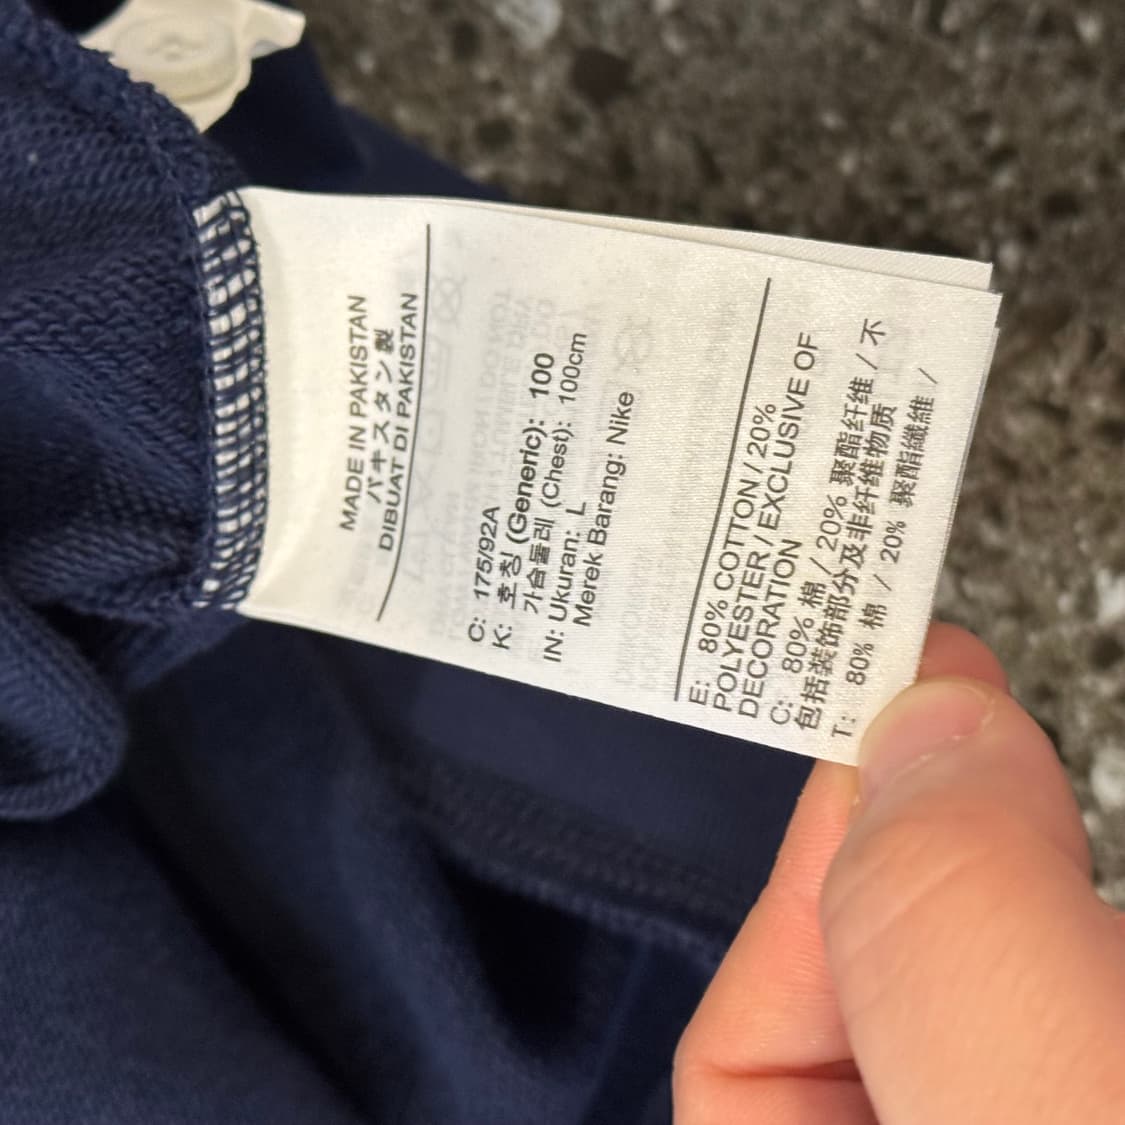 MADE IN PAKISTAN
パキスタン製
DIBUAT DI PAKISTAN
C: 175/92A
K: 호칭 (Generic): 100
가슴둘레 (Chest): 100cm
IN: Ukuran: L
Merek Barang: Nike
E: 80% COTTON / 20%
POLYESTER / EXCLUSIVE OF
DECORATION
C: 80% 棉 / 20% 聚酯纤维 / 不
包括装饰部分及非纤维物质
T: 80% 棉 / 20% 聚酯纖維 /